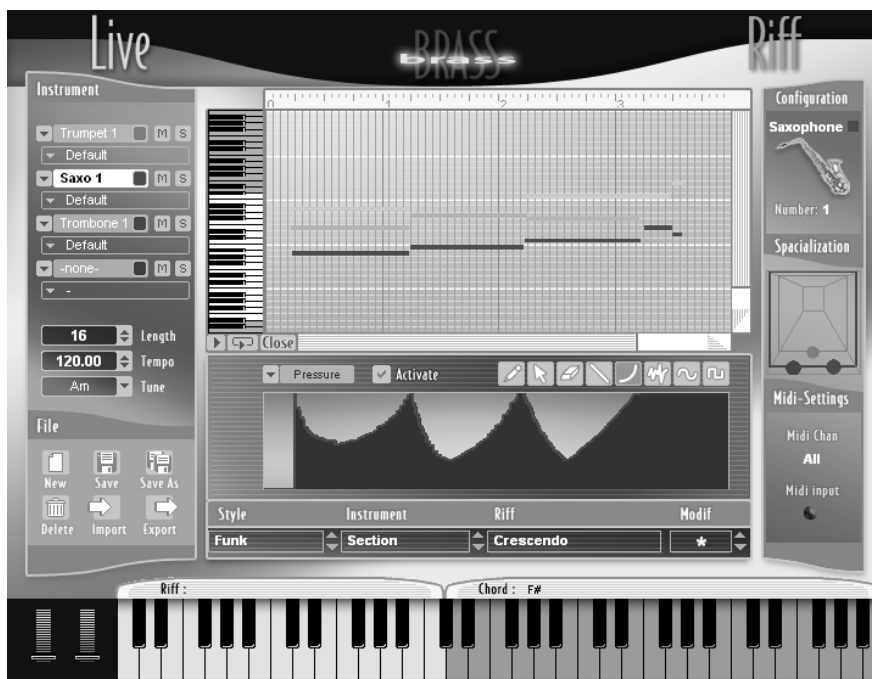 Live
BRASS
brass
Riff
Instrument
Trumpet 1 M S
Default
Saxo 1 M S
Default
Trombone 1 M S
Default
-none- M S
-
16 Length
120.00 Tempo
Am Tune
File
New Save Save As
Delete Import Export
0 1 2 3
Close
Pressure Activate
Style Instrument Riff Modif
Funk Section Crescendo *
Configuration
Saxophone
Number: 1
Spacialization
Midi-Settings
Midi Chan
All
Midi input
Riff : Chord : F#